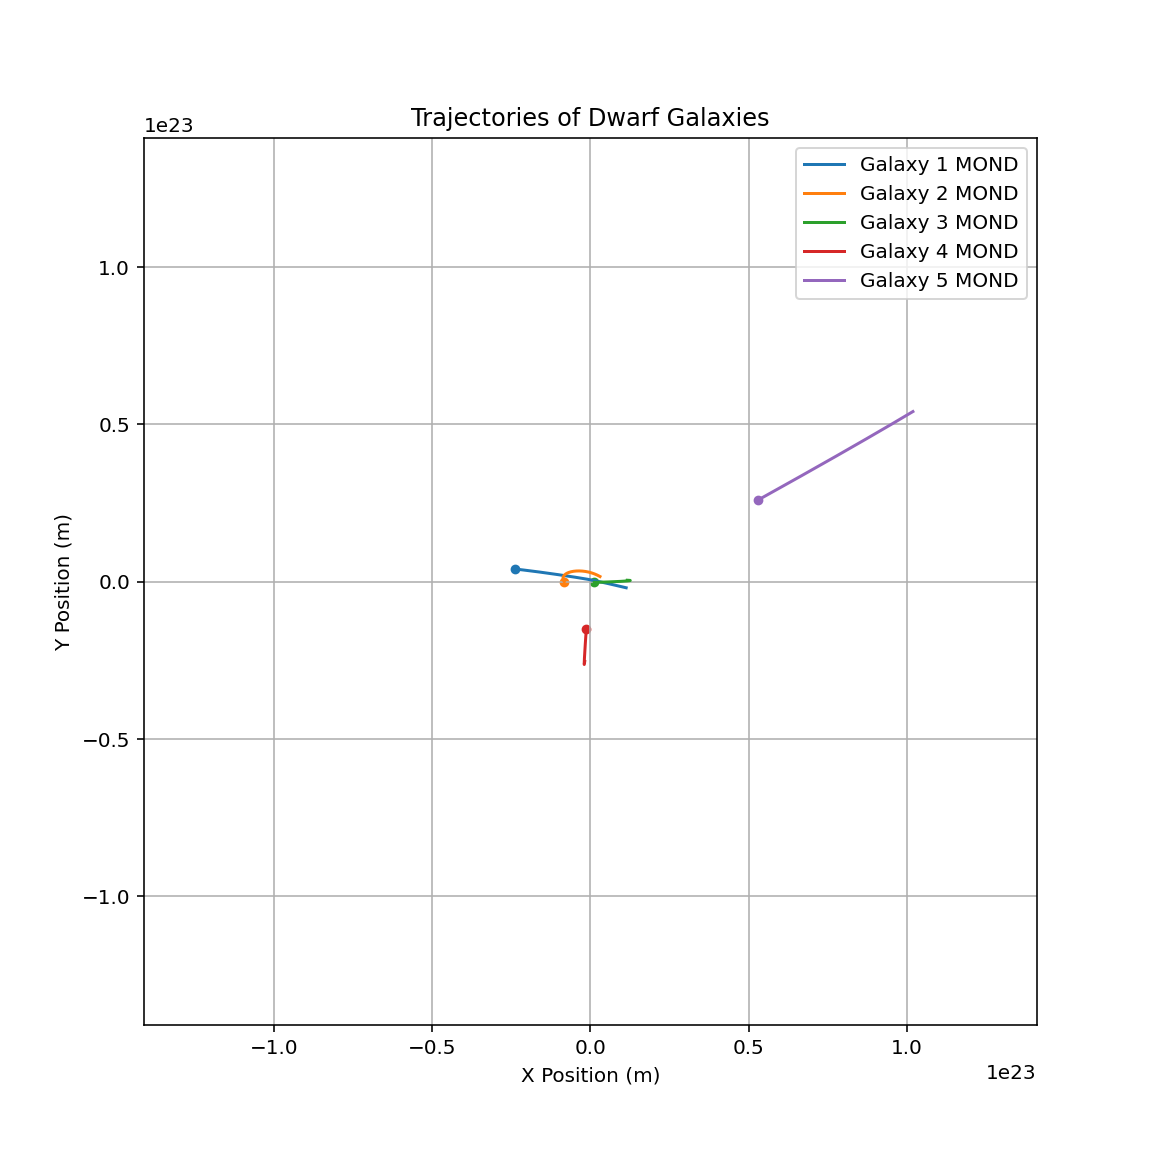 Trajectories of Dwarf Galaxies
1e23
Galaxy 1 MOND
Galaxy 2 MOND
Galaxy 3 MOND
Galaxy 4 MOND
Galaxy 5 MOND
1.0
0.5
0.0
−0.5
−1.0
Y Position (m)
−1.0 −0.5 0.0 0.5 1.0
X Position (m)
1e23